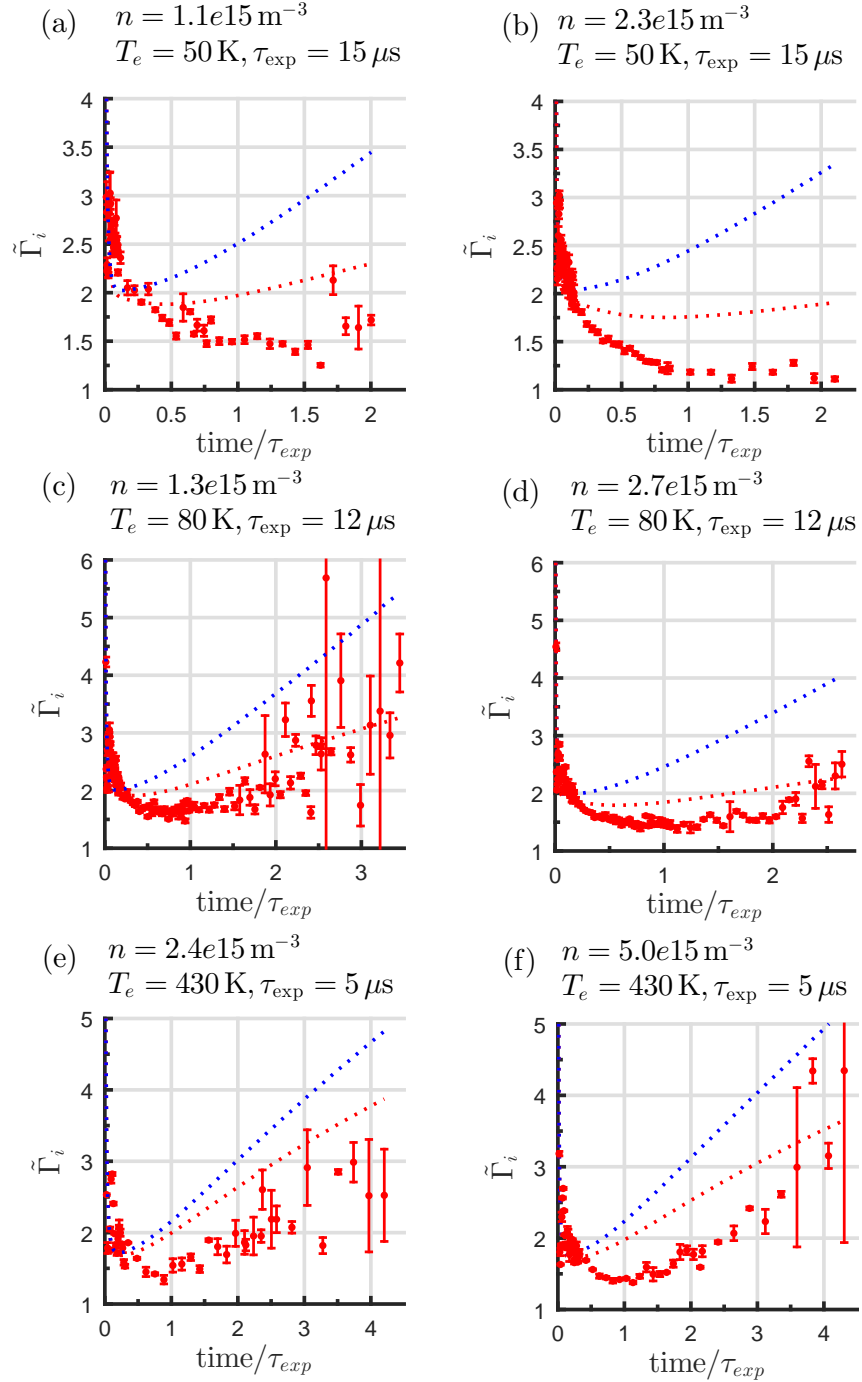 (a) n = 1.1e15 m⁻³
T_e = 50 K, τ_exp = 15 μs
4
3.5
3
2.5
2
1.5
1
Γ̃_i
0 0.5 1 1.5 2
time/τ_exp
(b) n = 2.3e15 m⁻³
T_e = 50 K, τ_exp = 15 μs
4
3.5
3
2.5
2
1.5
1
Γ̃_i
0 0.5 1 1.5 2
time/τ_exp
(c) n = 1.3e15 m⁻³
T_e = 80 K, τ_exp = 12 μs
6
5
4
3
2
1
Γ̃_i
0 1 2 3
time/τ_exp
(d) n = 2.7e15 m⁻³
T_e = 80 K, τ_exp = 12 μs
6
5
4
3
2
1
Γ̃_i
0 1 2
time/τ_exp
(e) n = 2.4e15 m⁻³
T_e = 430 K, τ_exp = 5 μs
5
4
3
2
1
Γ̃_i
0 1 2 3 4
time/τ_exp
(f) n = 5.0e15 m⁻³
T_e = 430 K, τ_exp = 5 μs
5
4
3
2
1
Γ̃_i
0 1 2 3 4
time/τ_exp